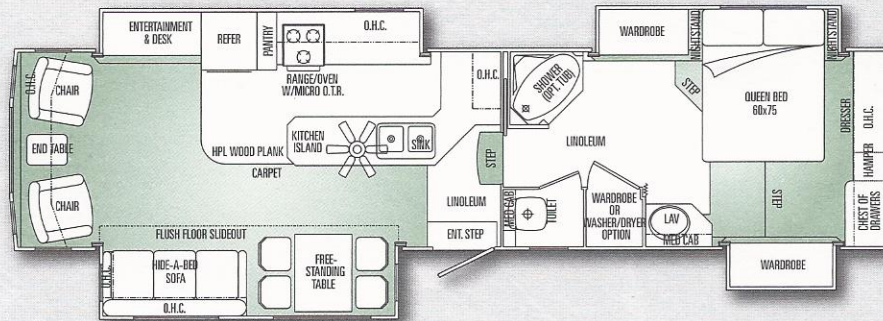 ENTERTAINMENT
& DESK
REFER
PANTRY
O.H.C.
RANGE/OVEN
W/MICRO O.T.R.
O.H.C.
O.H.C.
CHAIR
END TABLE
CHAIR
HPL WOOD PLANK
CARPET
KITCHEN
ISLAND
SINK
STEP
LINOLEUM
ENT. STEP
FLUSH FLOOR SLIDEOUT
O.H.C.
HIDE-A-BED
SOFA
O.H.C.
FREE-
STANDING
TABLE
SHOWER
(OPT. TUB)
WARDROBE
NIGHTSTAND
NIGHTSTAND
STEP
QUEEN BED
60x75
LINOLEUM
MED CAB
TOILET
WARDROBE
OR
WASHER/DRYER
OPTION
LAV
MED CAB
STEP
DRESSER
O.H.C.
HAMPER
CHEST OF
DRAWERS
WARDROBE